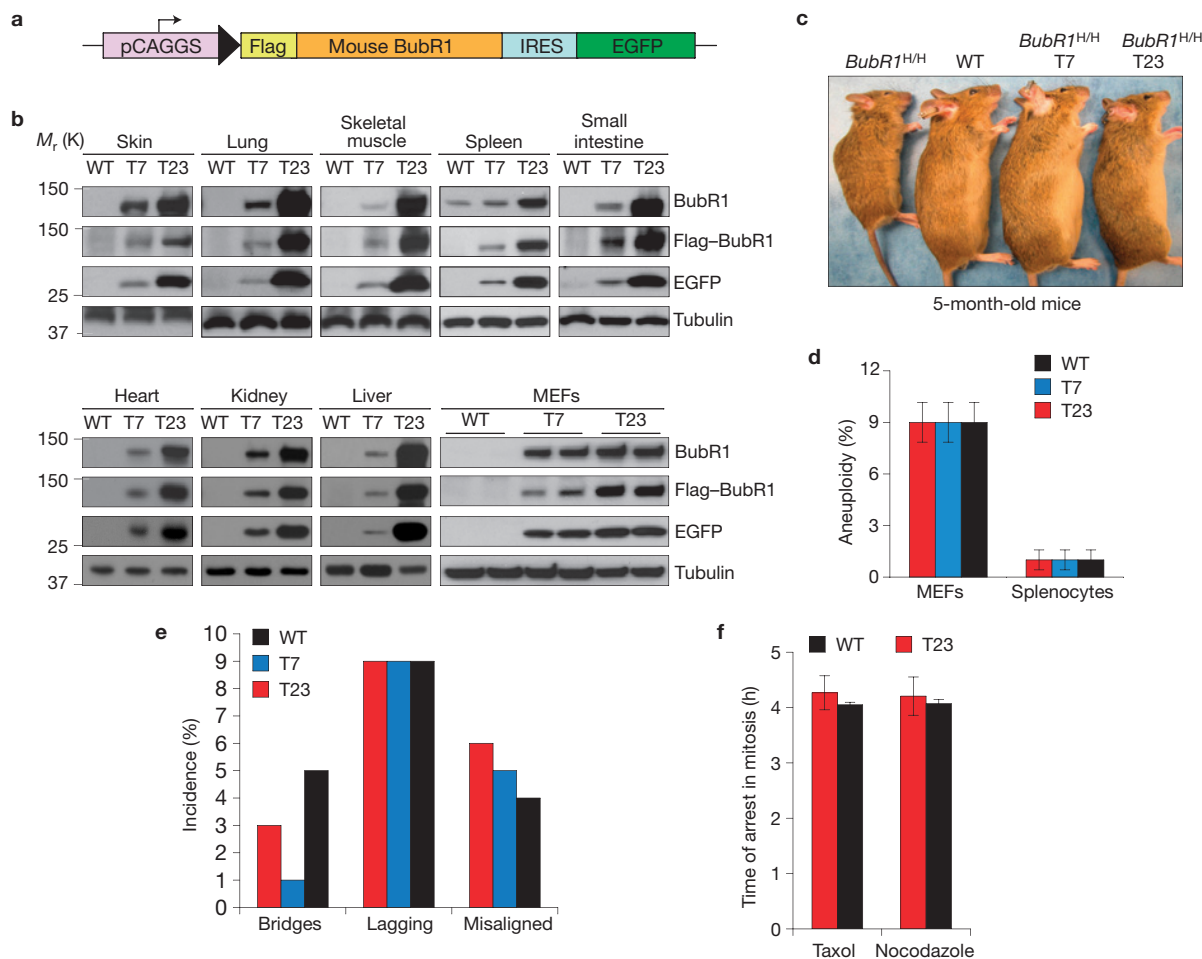 a
pCAGGS Flag Mouse BubR1 IRES EGFP
b
Mr (K)
Skin Lung Skeletal muscle Spleen Small intestine
WT T7 T23 WT T7 T23 WT T7 T23 WT T7 T23 WT T7 T23
150 BubR1
150 Flag–BubR1
EGFP
25
Tubulin
37
Heart Kidney Liver MEFs
WT T7 T23 WT T7 T23 WT T7 T23 WT T7 T23
150 BubR1
150 Flag–BubR1
EGFP
25
Tubulin
37
c
BubR1H/H WT BubR1H/H T7 BubR1H/H T23
5-month-old mice
d
Aneuploidy (%)
12
9
6
3
0
WT
T7
T23
MEFs Splenocytes
e
Incidence (%)
10
9
8
7
6
5
4
3
2
1
0
WT
T7
T23
Bridges Lagging Misaligned
f
WT T23
Time of arrest in mitosis (h)
5
4
4
2
1
0
Taxol Nocodazole